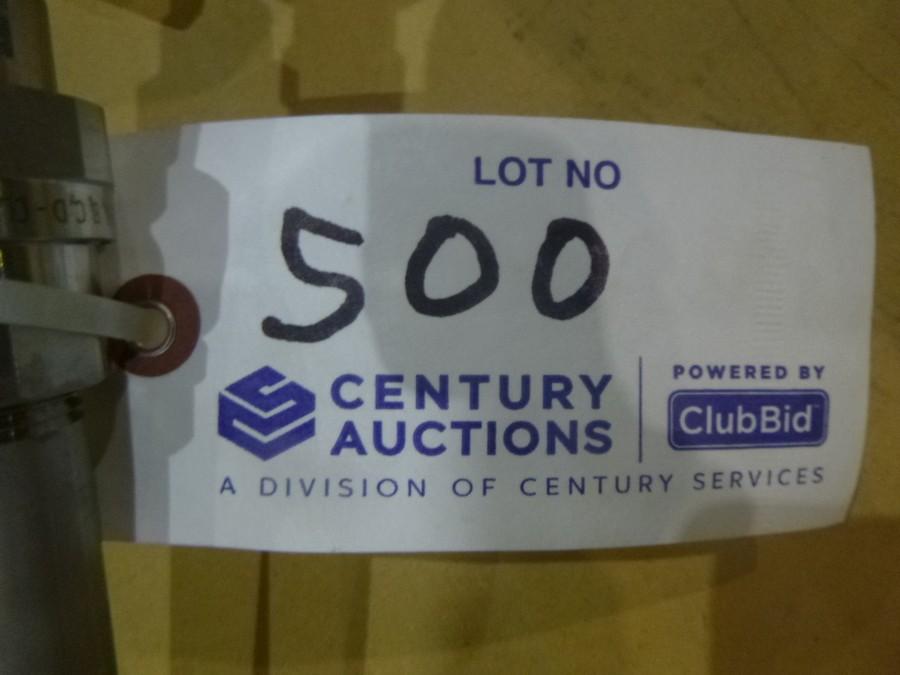 LOT NO
500
CENTURY
AUCTIONS
A DIVISION OF CENTURY SERVICES
POWERED BY
ClubBid